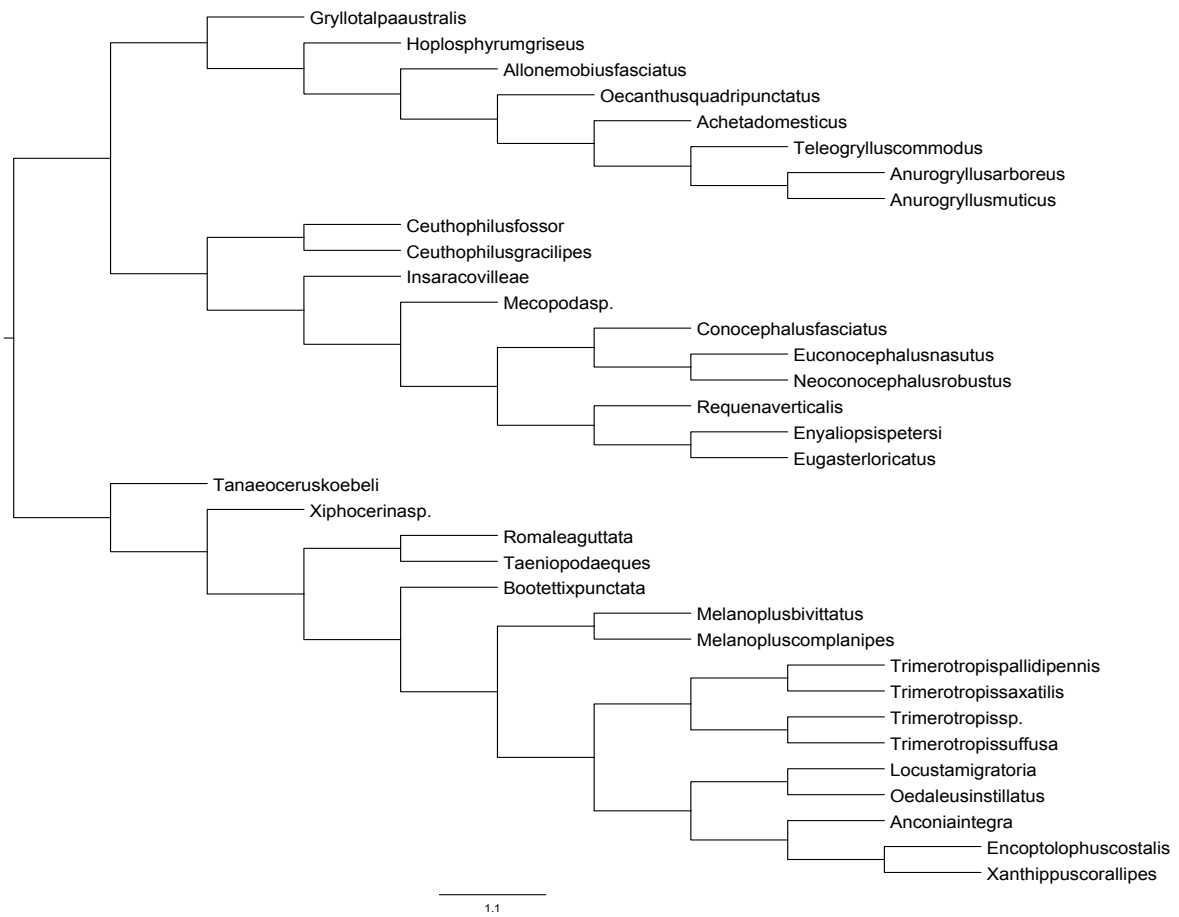 Gryllotalpaaustralis
Hoplosphyrumgriseus
Allonemobiusfasciatus
Oecanthusquadripunctatus
Achetadomesticus
Teleogrylluscommodus
Anurogryllusarboreus
Anurogryllusmuticus
Ceuthophilusfossor
Ceuthophilusgracilipes
Insaracovilleae
Mecopodasp.
Conocephalusfasciatus
Euconocephalusnasutus
Neoconocephalusrobustus
Requenaverticalis
Enyaliopsispetersi
Eugasterloricatus
Tanaeoceruskoebeli
Xiphocerinasp.
Romaleaguttata
Taeniopodaeques
Bootettixpunctata
Melanoplusbivittatus
Melanopluscomplanipes
Trimerotropispallidipennis
Trimerotropissaxatilis
Trimerotropissp.
Trimerotropissuffusa
Locustamigratoria
Oedaleusinstillatus
Anconiaintegra
Encoptolophuscostalis
Xanthippuscorallipes
1.1